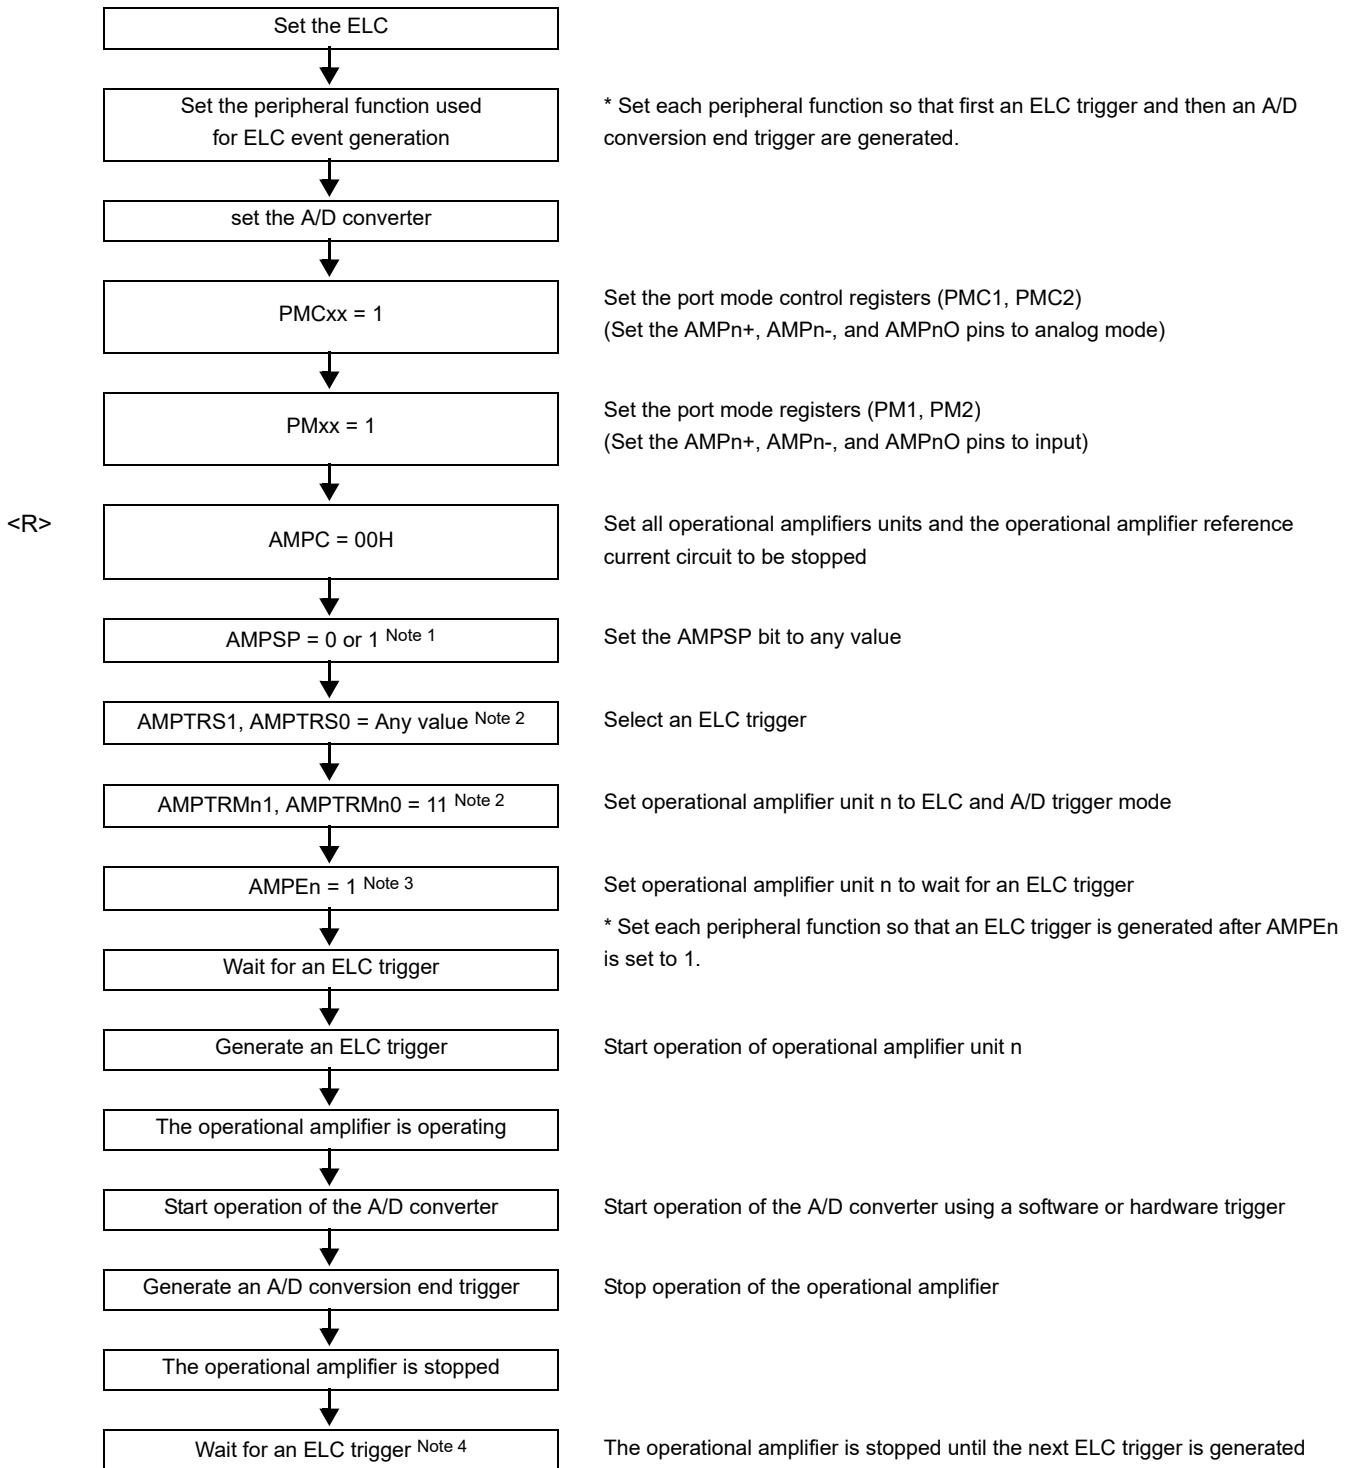 Set the ELC
Set the peripheral function used
for ELC event generation
* Set each peripheral function so that first an ELC trigger and then an A/D
conversion end trigger are generated.
set the A/D converter
PMCxx = 1
Set the port mode control registers (PMC1, PMC2)
(Set the AMPn+, AMPn-, and AMPnO pins to analog mode)
PMxx = 1
Set the port mode registers (PM1, PM2)
(Set the AMPn+, AMPn-, and AMPnO pins to input)
<R>
AMPC = 00H
Set all operational amplifiers units and the operational amplifier reference
current circuit to be stopped
AMPSP = 0 or 1 Note 1
Set the AMPSP bit to any value
AMPTRS1, AMPTRS0 = Any value Note 2
Select an ELC trigger
AMPTRMn1, AMPTRMn0 = 11 Note 2
Set operational amplifier unit n to ELC and A/D trigger mode
AMPEn = 1 Note 3
Set operational amplifier unit n to wait for an ELC trigger
* Set each peripheral function so that an ELC trigger is generated after AMPEn
is set to 1.
Wait for an ELC trigger
Generate an ELC trigger
Start operation of operational amplifier unit n
The operational amplifier is operating
Start operation of the A/D converter
Start operation of the A/D converter using a software or hardware trigger
Generate an A/D conversion end trigger
Stop operation of the operational amplifier
The operational amplifier is stopped
Wait for an ELC trigger Note 4
The operational amplifier is stopped until the next ELC trigger is generated